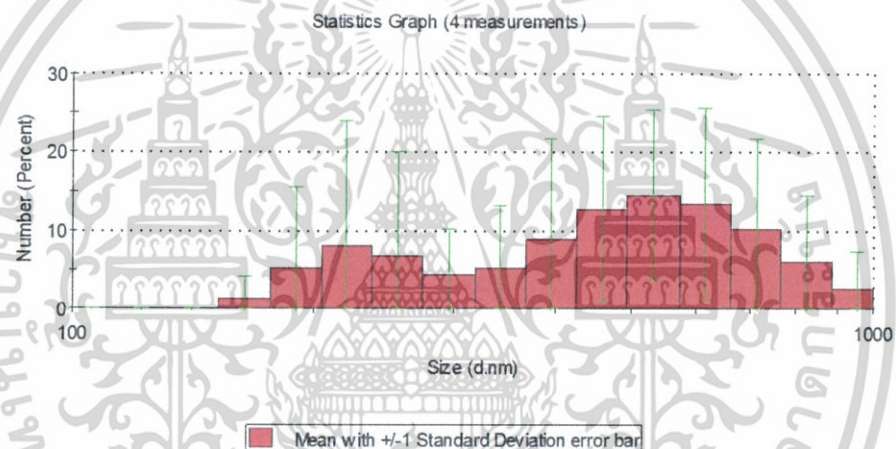 Statistics Graph (4 measurements)
30
20
10
0
Number (Percent)
100
1000
Size (d.nm)
Mean with +/-1 Standard Deviation error bar